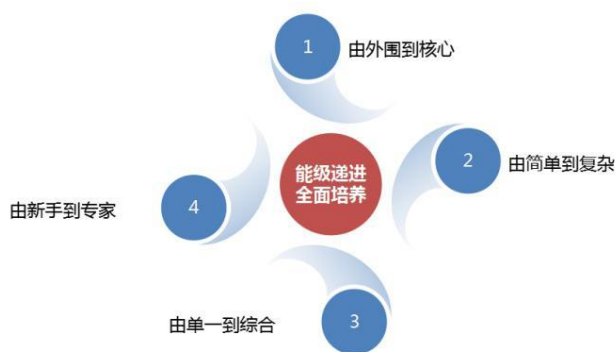 1
由外围到核心
2
由简单到复杂
能级递进
全面培养
由新手到专家
4
由单一到综合
3